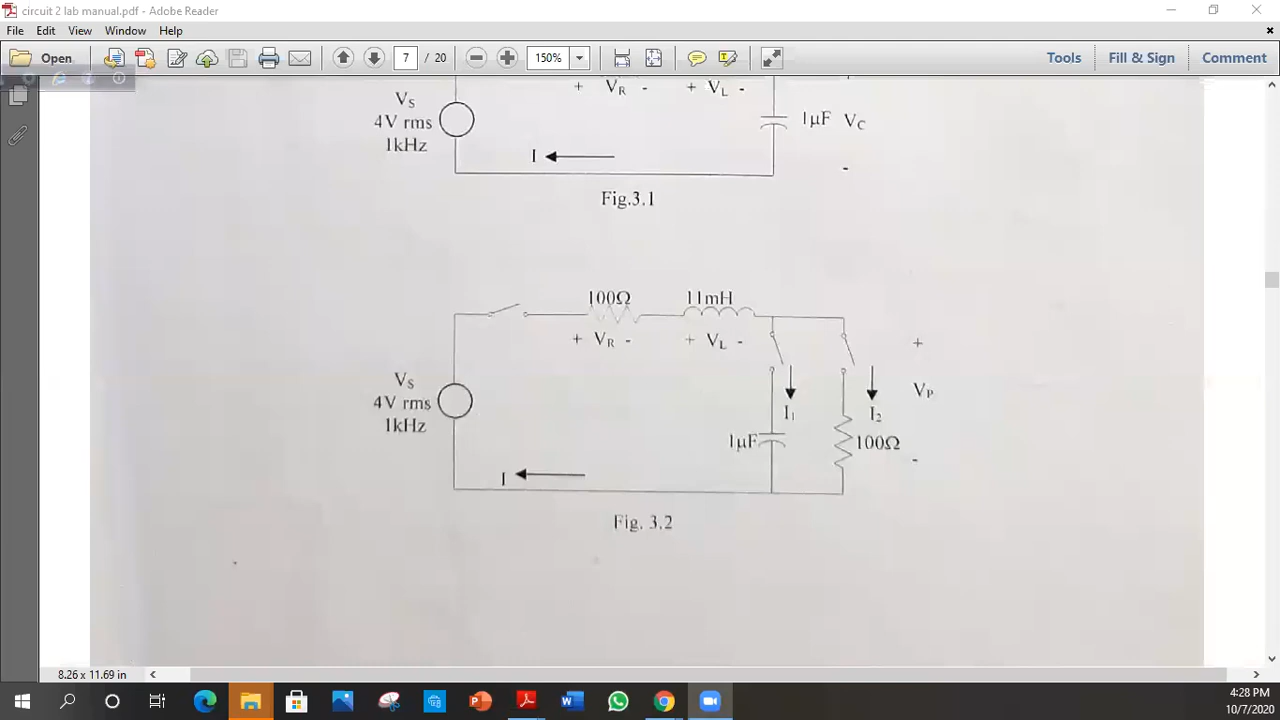 circuit 2 lab manual.pdf - Adobe Reader
File Edit View Window Help
Open 7 / 20 150% Tools Fill & Sign Comment
+ VR - + VL -
Vs
4V rms
1kHz
1μF Vc
-
I
Fig.3.1
100Ω 11mH
+ VR - + VL -
+
Vs
4V rms
1kHz
I1 I2
VP
1μF 100Ω
-
I
Fig. 3.2
8.26 x 11.69 in
4:28 PM
10/7/2020